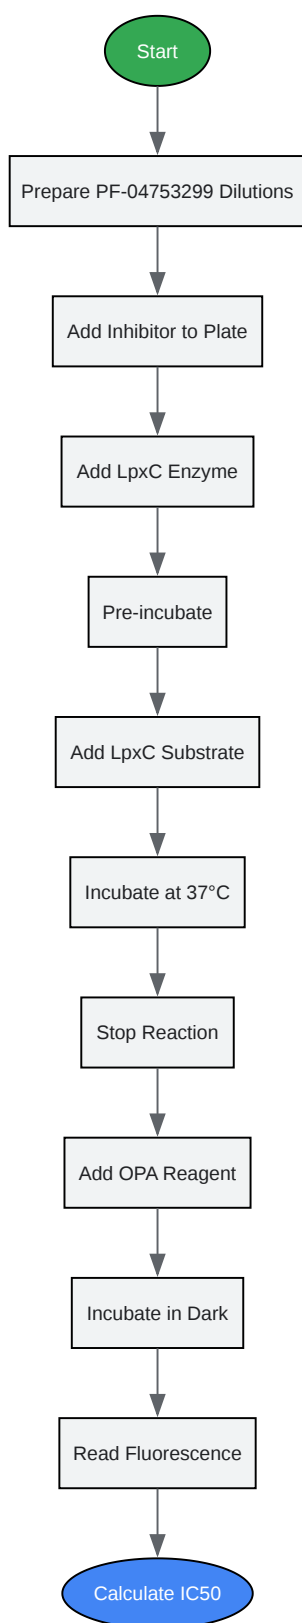 Start
Prepare PF-04753299 Dilutions
Add Inhibitor to Plate
Add LpxC Enzyme
Pre-incubate
Add LpxC Substrate
Incubate at 37°C
Stop Reaction
Add OPA Reagent
Incubate in Dark
Read Fluorescence
Calculate IC50